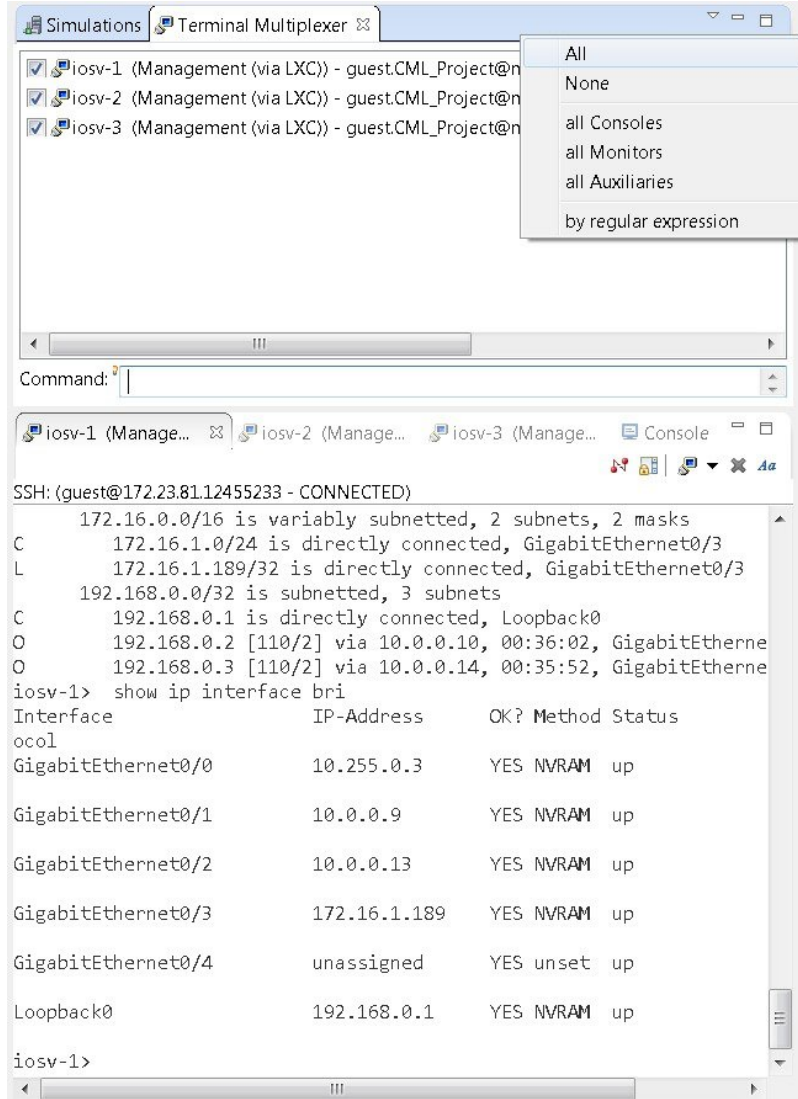 Simulations Terminal Multiplexer
iosv-1 (Management (via LXC)) - guest.CML_Project@n
iosv-2 (Management (via LXC)) - guest.CML_Project@n
iosv-3 (Management (via LXC)) - guest.CML_Project@n
All
None
all Consoles
all Monitors
all Auxiliaries
by regular expression
Command:
iosv-1 (Manage... iosv-2 (Manage... iosv-3 (Manage... Console
Aa
SSH: (guest@172.23.81.12455233 - CONNECTED)
172.16.0.0/16 is variably subnetted, 2 subnets, 2 masks
C 172.16.1.0/24 is directly connected, GigabitEthernet0/3
L 172.16.1.189/32 is directly connected, GigabitEthernet0/3
192.168.0.0/32 is subnetted, 3 subnets
C 192.168.0.1 is directly connected, Loopback0
O 192.168.0.2 [110/2] via 10.0.0.10, 00:36:02, GigabitEtherne
O 192.168.0.3 [110/2] via 10.0.0.14, 00:35:52, GigabitEtherne
iosv-1> show ip interface bri
Interface IP-Address OK? Method Status
ocol
GigabitEthernet0/0 10.255.0.3 YES NVRAM up
GigabitEthernet0/1 10.0.0.9 YES NVRAM up
GigabitEthernet0/2 10.0.0.13 YES NVRAM up
GigabitEthernet0/3 172.16.1.189 YES NVRAM up
GigabitEthernet0/4 unassigned YES unset up
Loopback0 192.168.0.1 YES NVRAM up
iosv-1>